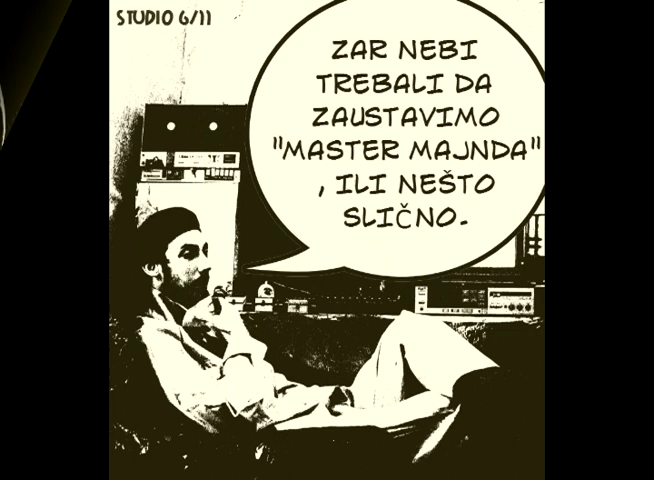 STUDIO 6/11
ZAR NEBI
TREBALI DA
ZAUSTAVIMO
"MASTER MAJNDA"
, ILI NEŠTO
SLIČNO.